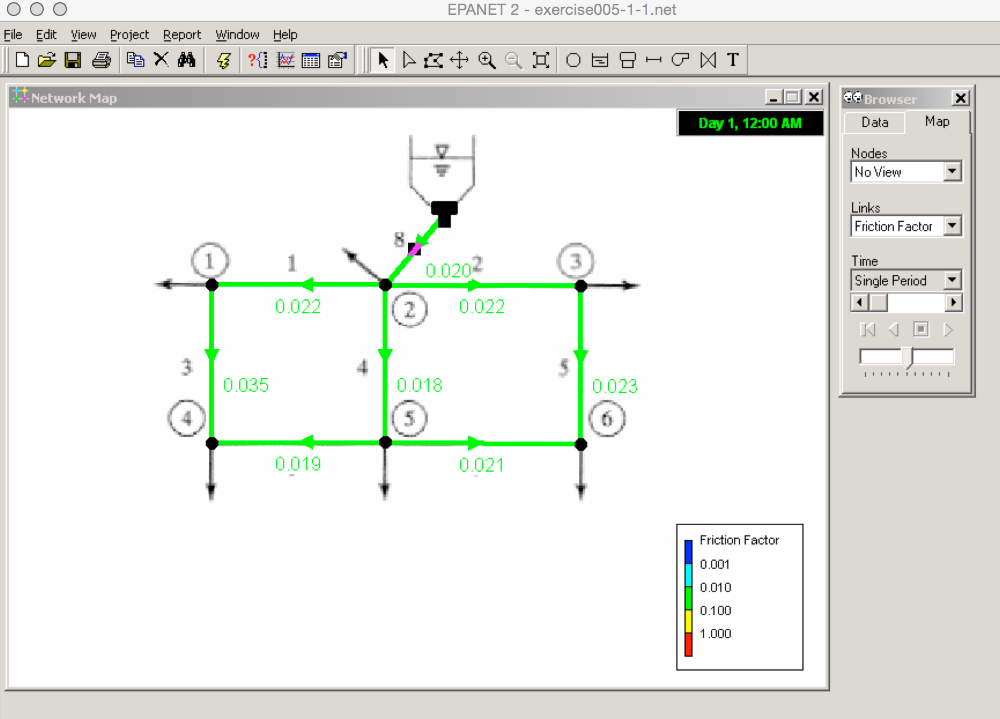 EPANET 2 - exercise005-1-1.net
File Edit View Project Report Window Help
T
Network Map
Day 1, 12:00 AM
Browser
Data Map
Nodes
No View
Links
Friction Factor
Time
Single Period
8
1 1 0.020 2 3
0.022 2 0.022
3 4 5
0.035 0.018 0.023
4 5 6
0.019 0.021
Friction Factor
0.001
0.010
0.100
1.000